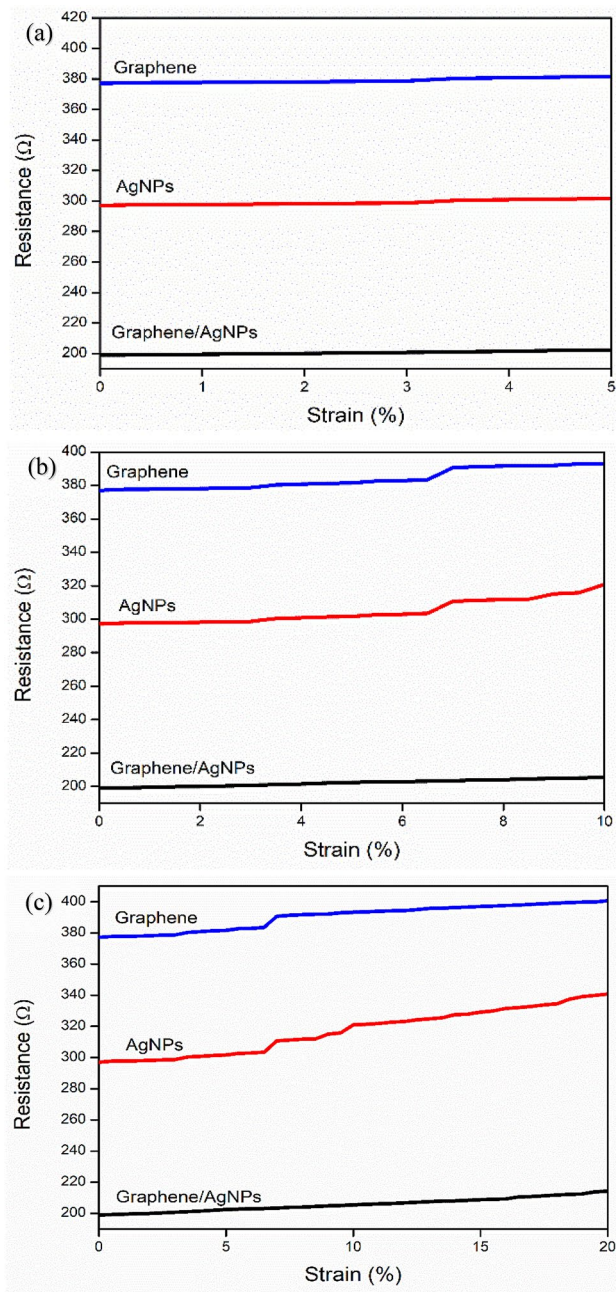 (a)
420
400
380
360
340
320
300
280
260
240
220
200
Resistance (Ω)
Graphene
AgNPs
Graphene/AgNPs
0 1 2 3 4 5
Strain (%)
(b)
400
380
360
340
320
300
280
260
240
220
200
Resistance (Ω)
Graphene
AgNPs
Graphene/AgNPs
0 2 4 6 8 10
Strain (%)
(c)
400
380
360
340
320
300
280
260
240
220
200
Resistance (Ω)
Graphene
AgNPs
Graphene/AgNPs
0 5 10 15 20
Strain (%)